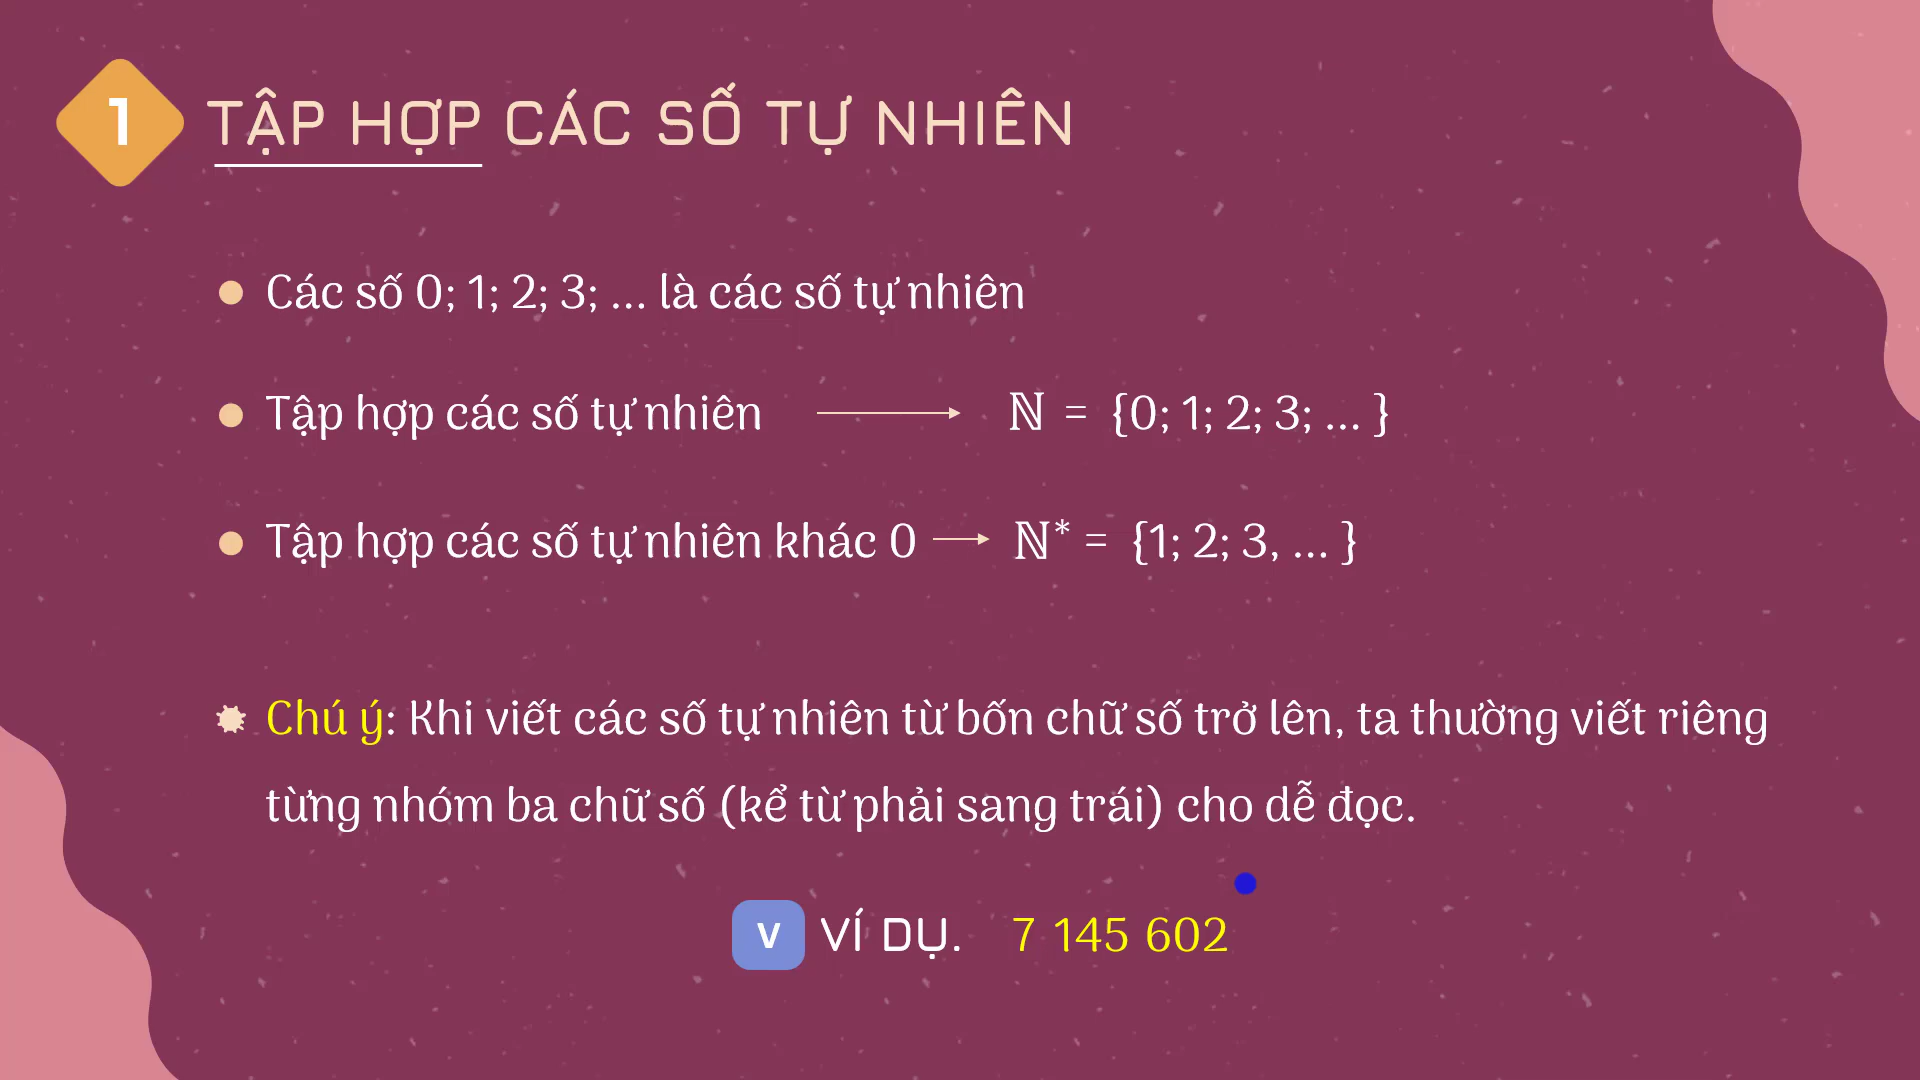 1 TẬP HỢP CÁC SỐ TỰ NHIÊN
Các số 0; 1; 2; 3; ... là các số tự nhiên
Tập hợp các số tự nhiên ⟶ ℕ = {0; 1; 2; 3; ... }
Tập hợp các số tự nhiên khác 0 ⟶ ℕ* = {1; 2; 3, ... }
Chú ý: Khi viết các số tự nhiên từ bốn chữ số trở lên, ta thường viết riêng
từng nhóm ba chữ số (kể từ phải sang trái) cho dễ đọc.
V VÍ DỤ. 7 145 602